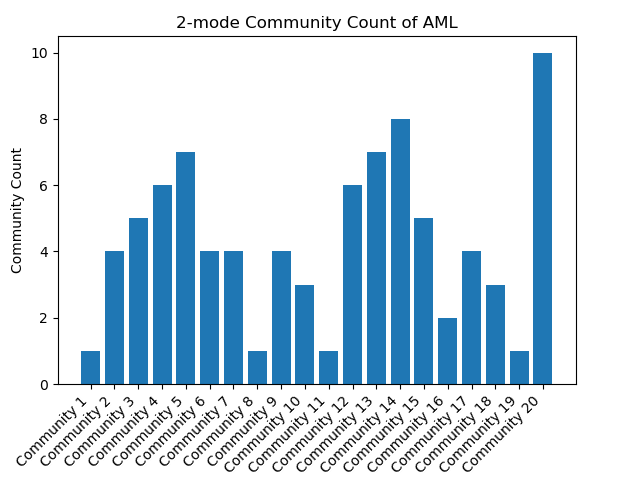 2-mode Community Count of AML
Community Count
10
8
6
4
2
0
Community 1
Community 2
Community 3
Community 4
Community 5
Community 6
Community 7
Community 8
Community 9
Community 10
Community 11
Community 12
Community 13
Community 14
Community 15
Community 16
Community 17
Community 18
Community 19
Community 20